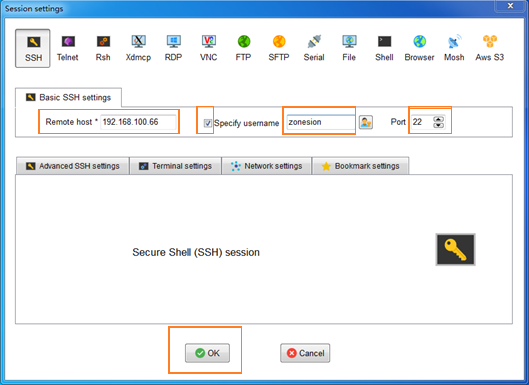 Session settings
SSH Telnet Rsh Xdmcp RDP VNC FTP SFTP Serial File Shell Browser Mosh Aws S3
Basic SSH settings
Remote host * 192.168.100.66 Specify username zonesion Port 22
Advanced SSH settings Terminal settings Network settings Bookmark settings
Secure Shell (SSH) session
OK Cancel